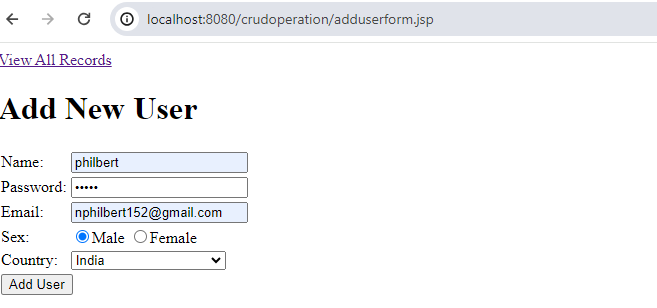 localhost:8080/crudoperation/adduserform.jsp
View All Records
Add New User
Name: philbert
Password: •••••
Email: nphilbert152@gmail.com
Sex: Male Female
Country: India
Add User